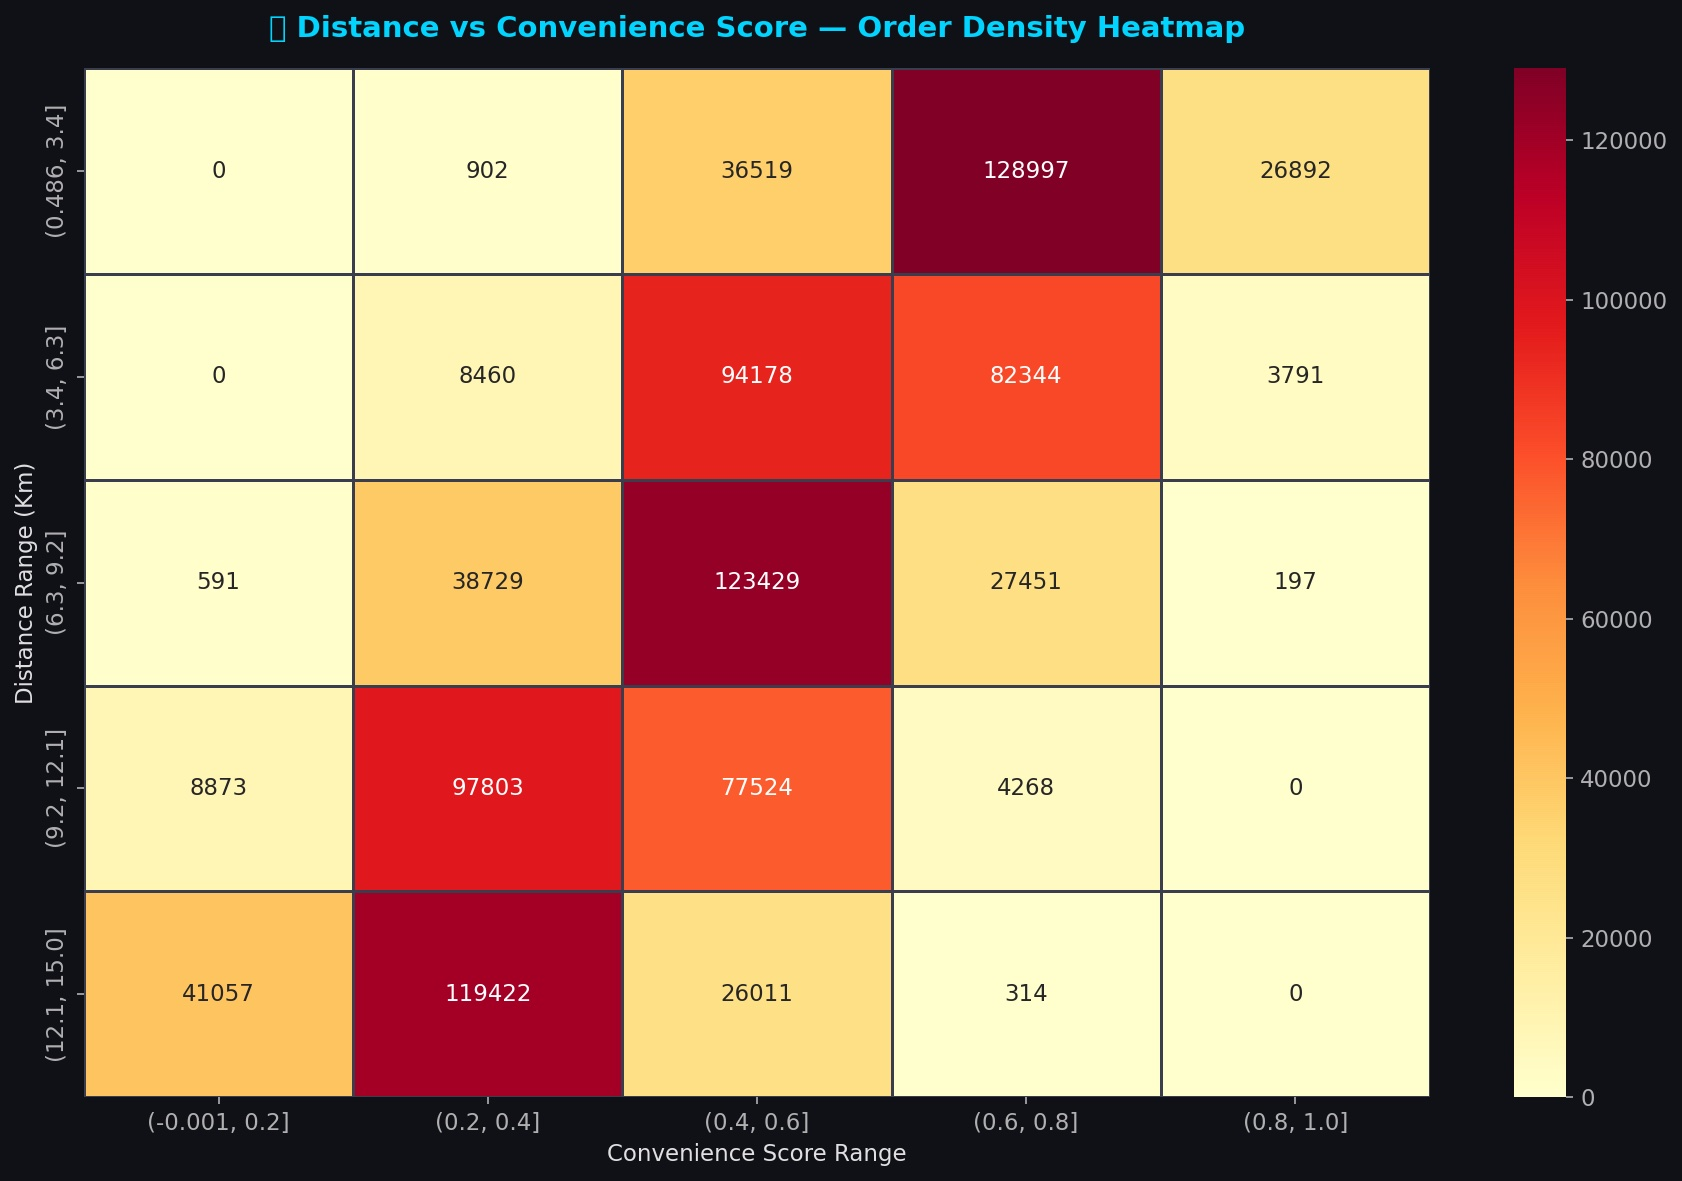 Distance vs Convenience Score — Order Density Heatmap
Distance Range (Km)
(0.486, 3.4]
0 902 36519 128997 26892
(3.4, 6.3]
0 8460 94178 82344 3791
(6.3, 9.2]
591 38729 123429 27451 197
(9.2, 12.1]
8873 97803 77524 4268 0
(12.1, 15.0]
41057 119422 26011 314 0
(-0.001, 0.2] (0.2, 0.4] (0.4, 0.6] (0.6, 0.8] (0.8, 1.0]
Convenience Score Range
120000
100000
80000
60000
40000
20000
0